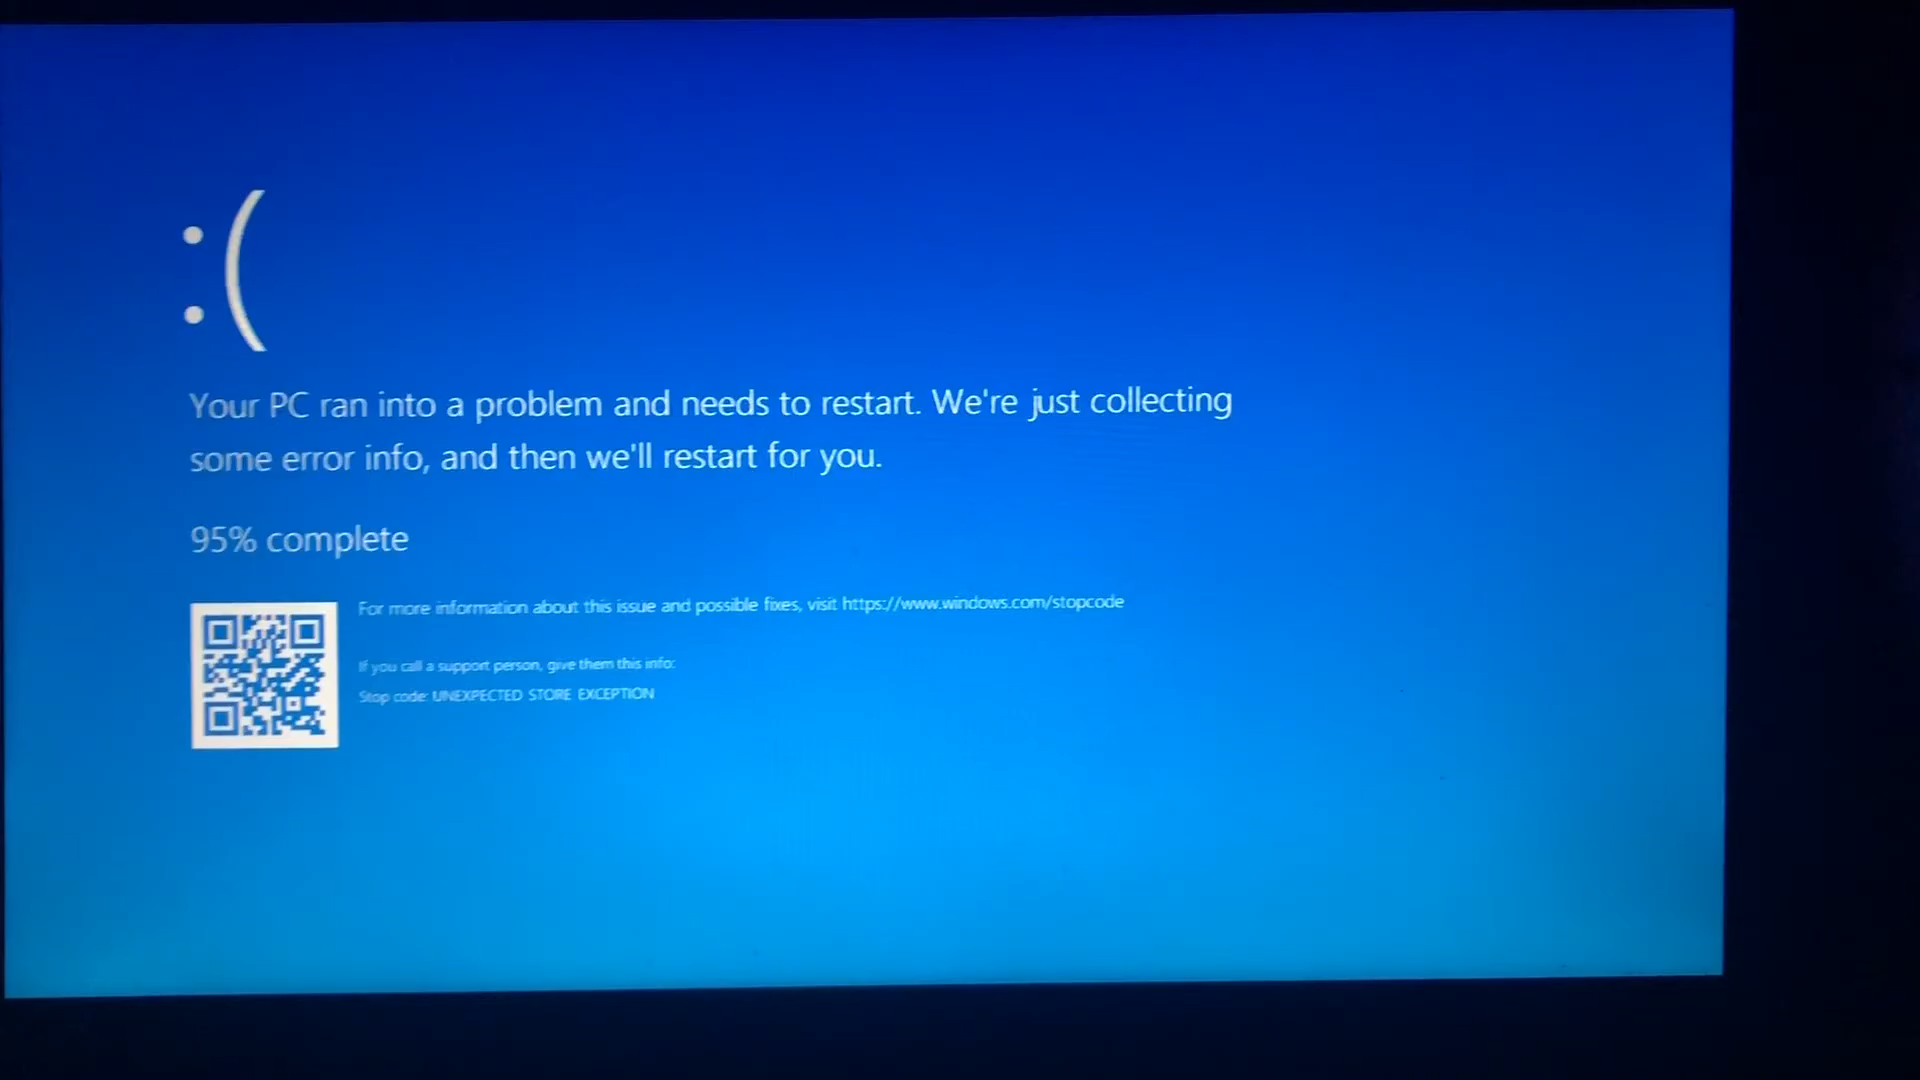 :(
Your PC ran into a problem and needs to restart. We're just collecting
some error info, and then we'll restart for you.
95% complete
For more information about this issue and possible fixes, visit https://www.windows.com/stopcode
If you call a support person, give them this info:
Stop code: UNEXPECTED STORE EXCEPTION